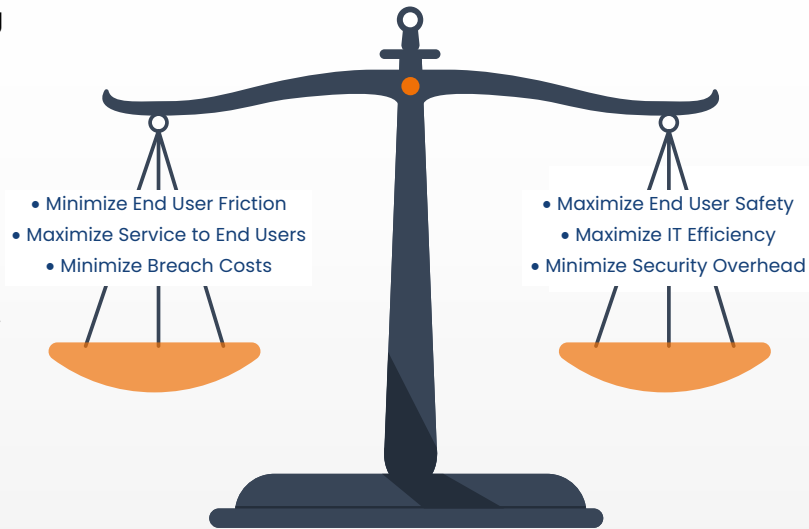 • Minimize End User Friction
• Maximize Service to End Users
• Minimize Breach Costs
• Maximize End User Safety
• Maximize IT Efficiency
• Minimize Security Overhead